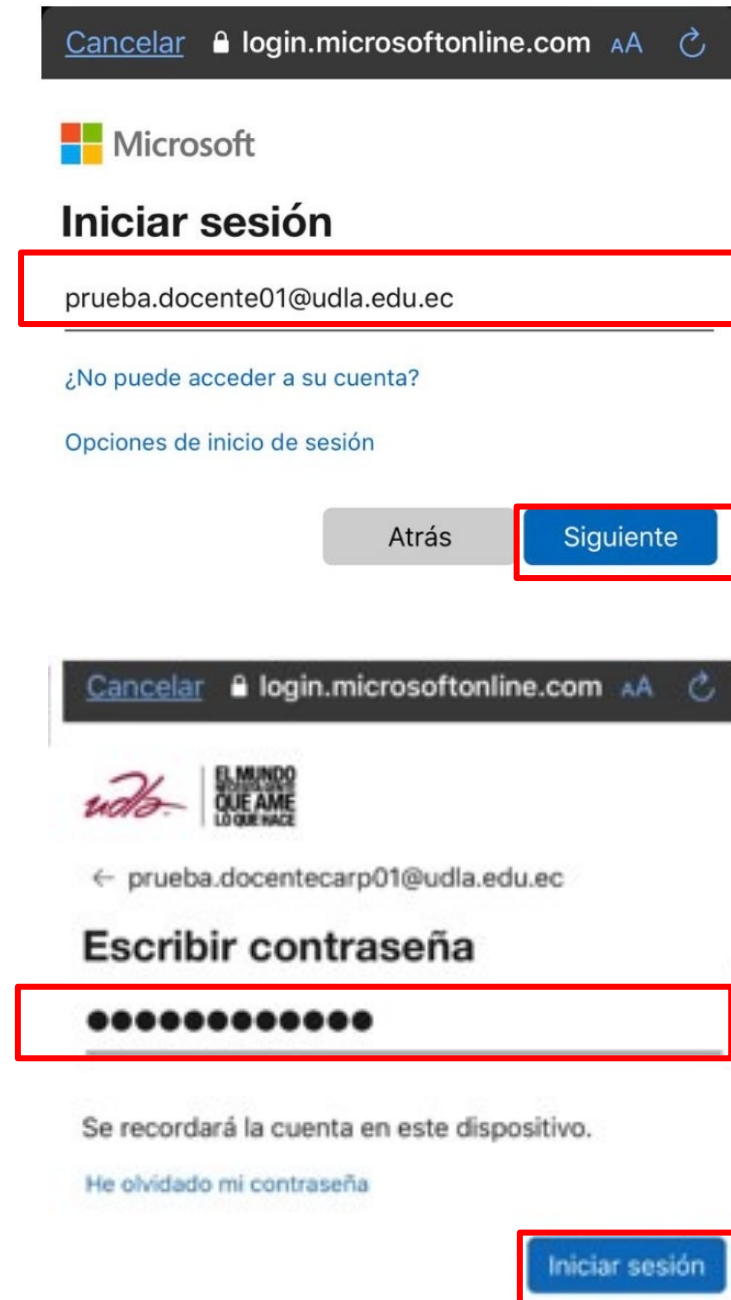 Cancelar login.microsoftonline.com AA
Microsoft
Iniciar sesión
prueba.docente01@udla.edu.ec
¿No puede acceder a su cuenta?
Opciones de inicio de sesión
Atrás Siguiente
Cancelar login.microsoftonline.com AA
udla-
EL MUNDO
QUE AME
LO QUE HACE
← prueba.docentecarp01@udla.edu.ec
Escribir contraseña
●●●●●●●●●●●●
Se recordará la cuenta en este dispositivo.
He olvidado mi contraseña
Iniciar sesión